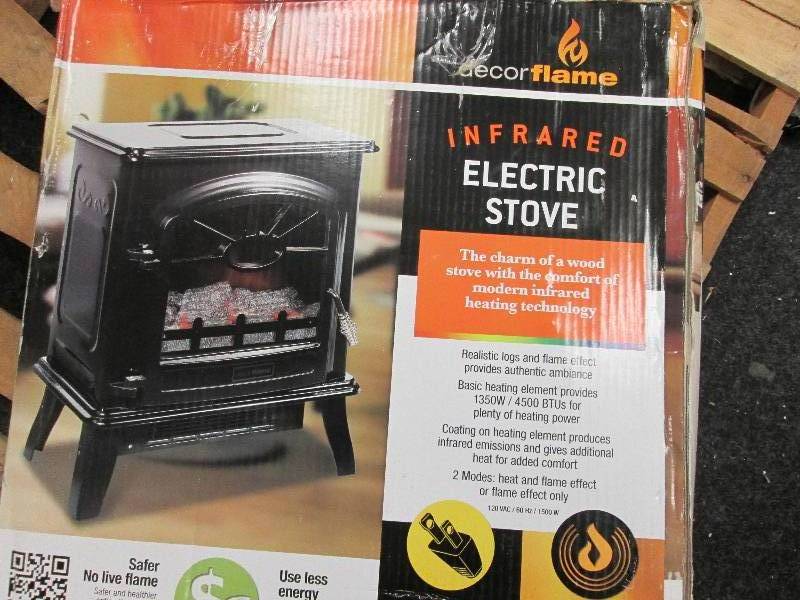 decorflame
INFRARED
ELECTRIC
STOVE
The charm of a wood
stove with the comfort of
modern infrared
heating technology
Realistic logs and flame effect
provides authentic ambiance
Basic heating element provides
1350W / 4500 BTUs for
plenty of heating power
Coating on heating element produces
infrared emissions and gives additional
heat for added comfort
2 Modes: heat and flame effect
or flame effect only
120 VAC / 60 Hz / 1500 W
Safer
No live flame
Safer and healthier
Use less
energy